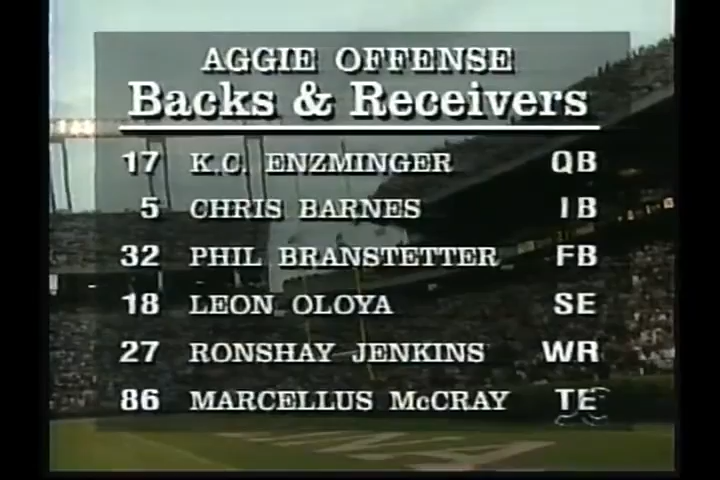 AGGIE OFFENSE
Backs & Receivers
17 K.C. ENZMINGER QB
5 CHRIS BARNES IB
32 PHIL BRANSTETTER FB
18 LEON OLOYA SE
27 RONSHAY JENKINS WR
86 MARCELLUS McCRAY TE